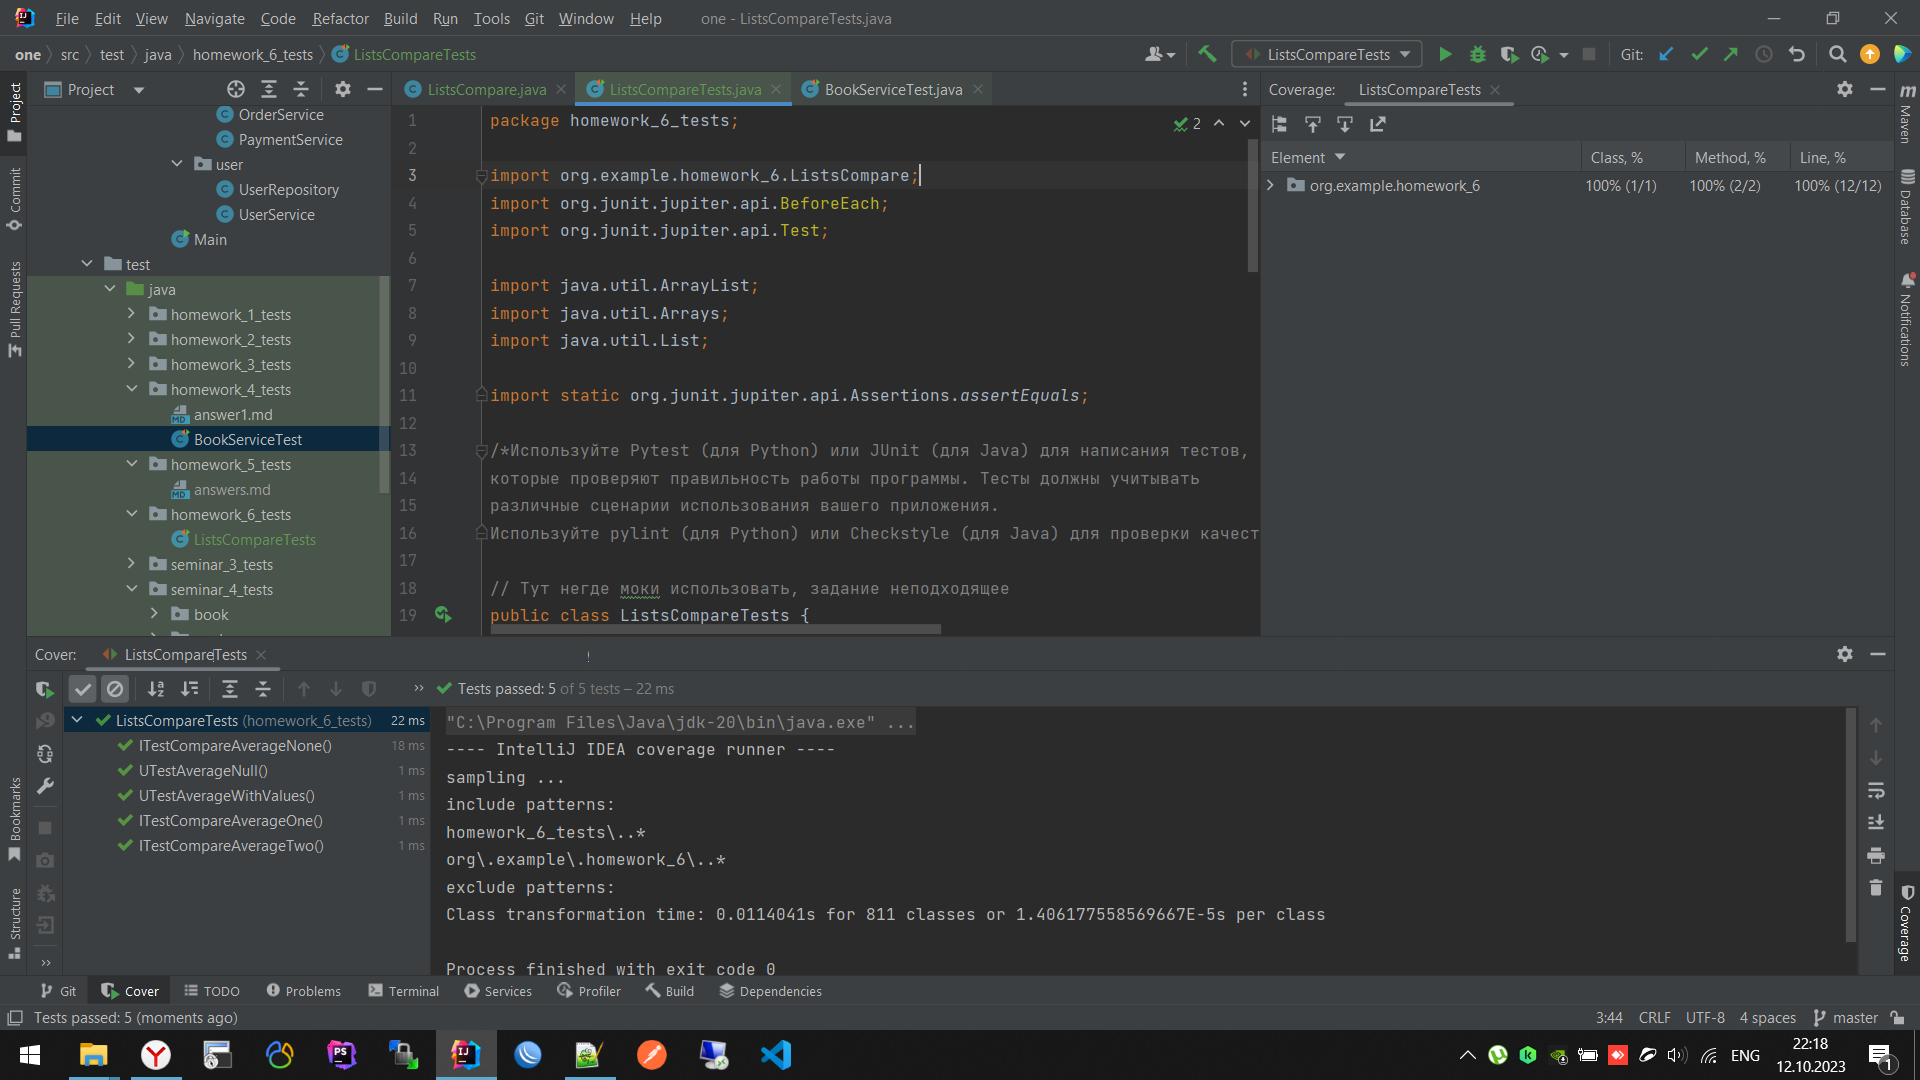 File Edit View Navigate Code Refactor Build Run Tools Git Window Help one - ListsCompareTests.java
one src test java homework_6_tests ListsCompareTests
ListsCompareTests Git:
Project
ListsCompare.java ListsCompareTests.java BookServiceTest.java
Coverage: ListsCompareTests
OrderService
PaymentService
user
UserRepository
UserService
Main
test
java
homework_1_tests
homework_2_tests
homework_3_tests
homework_4_tests
answer1.md
BookServiceTest
homework_5_tests
answers.md
homework_6_tests
ListsCompareTests
seminar_3_tests
seminar_4_tests
book
2
1 package homework_6_tests;
2
3 import org.example.homework_6.ListsCompare;
4 import org.junit.jupiter.api.BeforeEach;
5 import org.junit.jupiter.api.Test;
6
7 import java.util.ArrayList;
8 import java.util.Arrays;
9 import java.util.List;
10
11 import static org.junit.jupiter.api.Assertions.assertEquals;
12
13 /*Используйте Pytest (для Python) или JUnit (для Java) для написания тестов,
14 которые проверяют правильность работы программы. Тесты должны учитывать
15 различные сценарии использования вашего приложения.
16 Используйте pylint (для Python) или Checkstyle (для Java) для проверки качест
17
18 // Тут негде моки использовать, задание неподходящее
19 public class ListsCompareTests {
Element Class, % Method, % Line, %
org.example.homework_6 100% (1/1) 100% (2/2) 100% (12/12)
Project
Commit
Pull Requests
Bookmarks
Structure
Maven
Database
Notifications
Coverage
Cover: ListsCompareTests
Tests passed: 5 of 5 tests – 22 ms
ListsCompareTests (homework_6_tests) 22 ms
ITestCompareAverageNone() 18 ms
UTestAverageNull() 1 ms
UTestAverageWithValues() 1 ms
ITestCompareAverageOne() 1 ms
ITestCompareAverageTwo() 1 ms
"C:\Program Files\Java\jdk-20\bin\java.exe" ...
---- IntelliJ IDEA coverage runner ----
sampling ...
include patterns:
homework_6_tests\..*
org\.example\.homework_6\..*
exclude patterns:
Class transformation time: 0.0114041s for 811 classes or 1.406177558569667E-5s per class
Process finished with exit code 0
Git Cover TODO Problems Terminal Services Profiler Build Dependencies
Tests passed: 5 (moments ago) 3:44 CRLF UTF-8 4 spaces master
ENG
22:18
12.10.2023
1